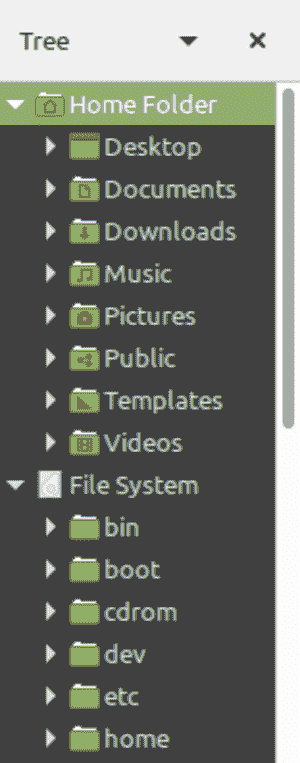 Tree
Home Folder
Desktop
Documents
Downloads
Music
Pictures
Public
Templates
Videos
File System
bin
boot
cdrom
dev
etc
home